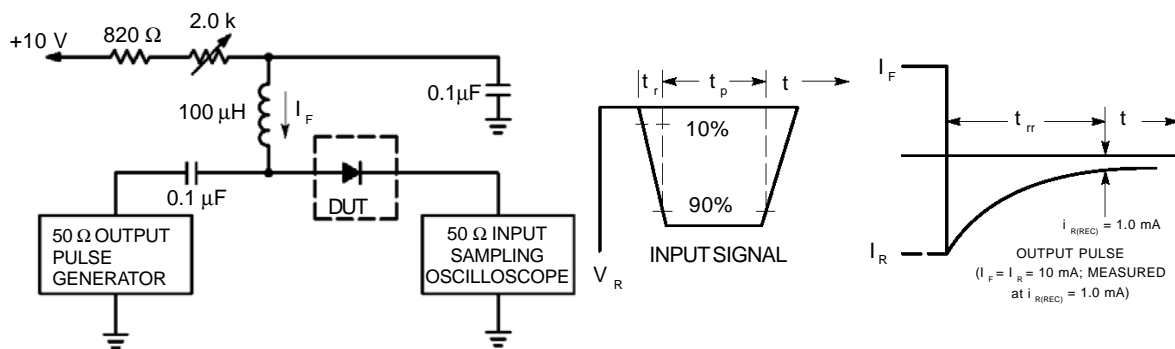 +10 V
820 Ω
2.0 k
100 μH
I F
0.1μF
0.1 μF
DUT
50 Ω OUTPUT
PULSE
GENERATOR
50 Ω INPUT
SAMPLING
OSCILLOSCOPE
t r
t p
t
10%
90%
V R
INPUT SIGNAL
I F
t rr
t
i R(REC) = 1.0 mA
I R
OUTPUT PULSE
(I F = I R = 10 mA; MEASURED
at i R(REC) = 1.0 mA)